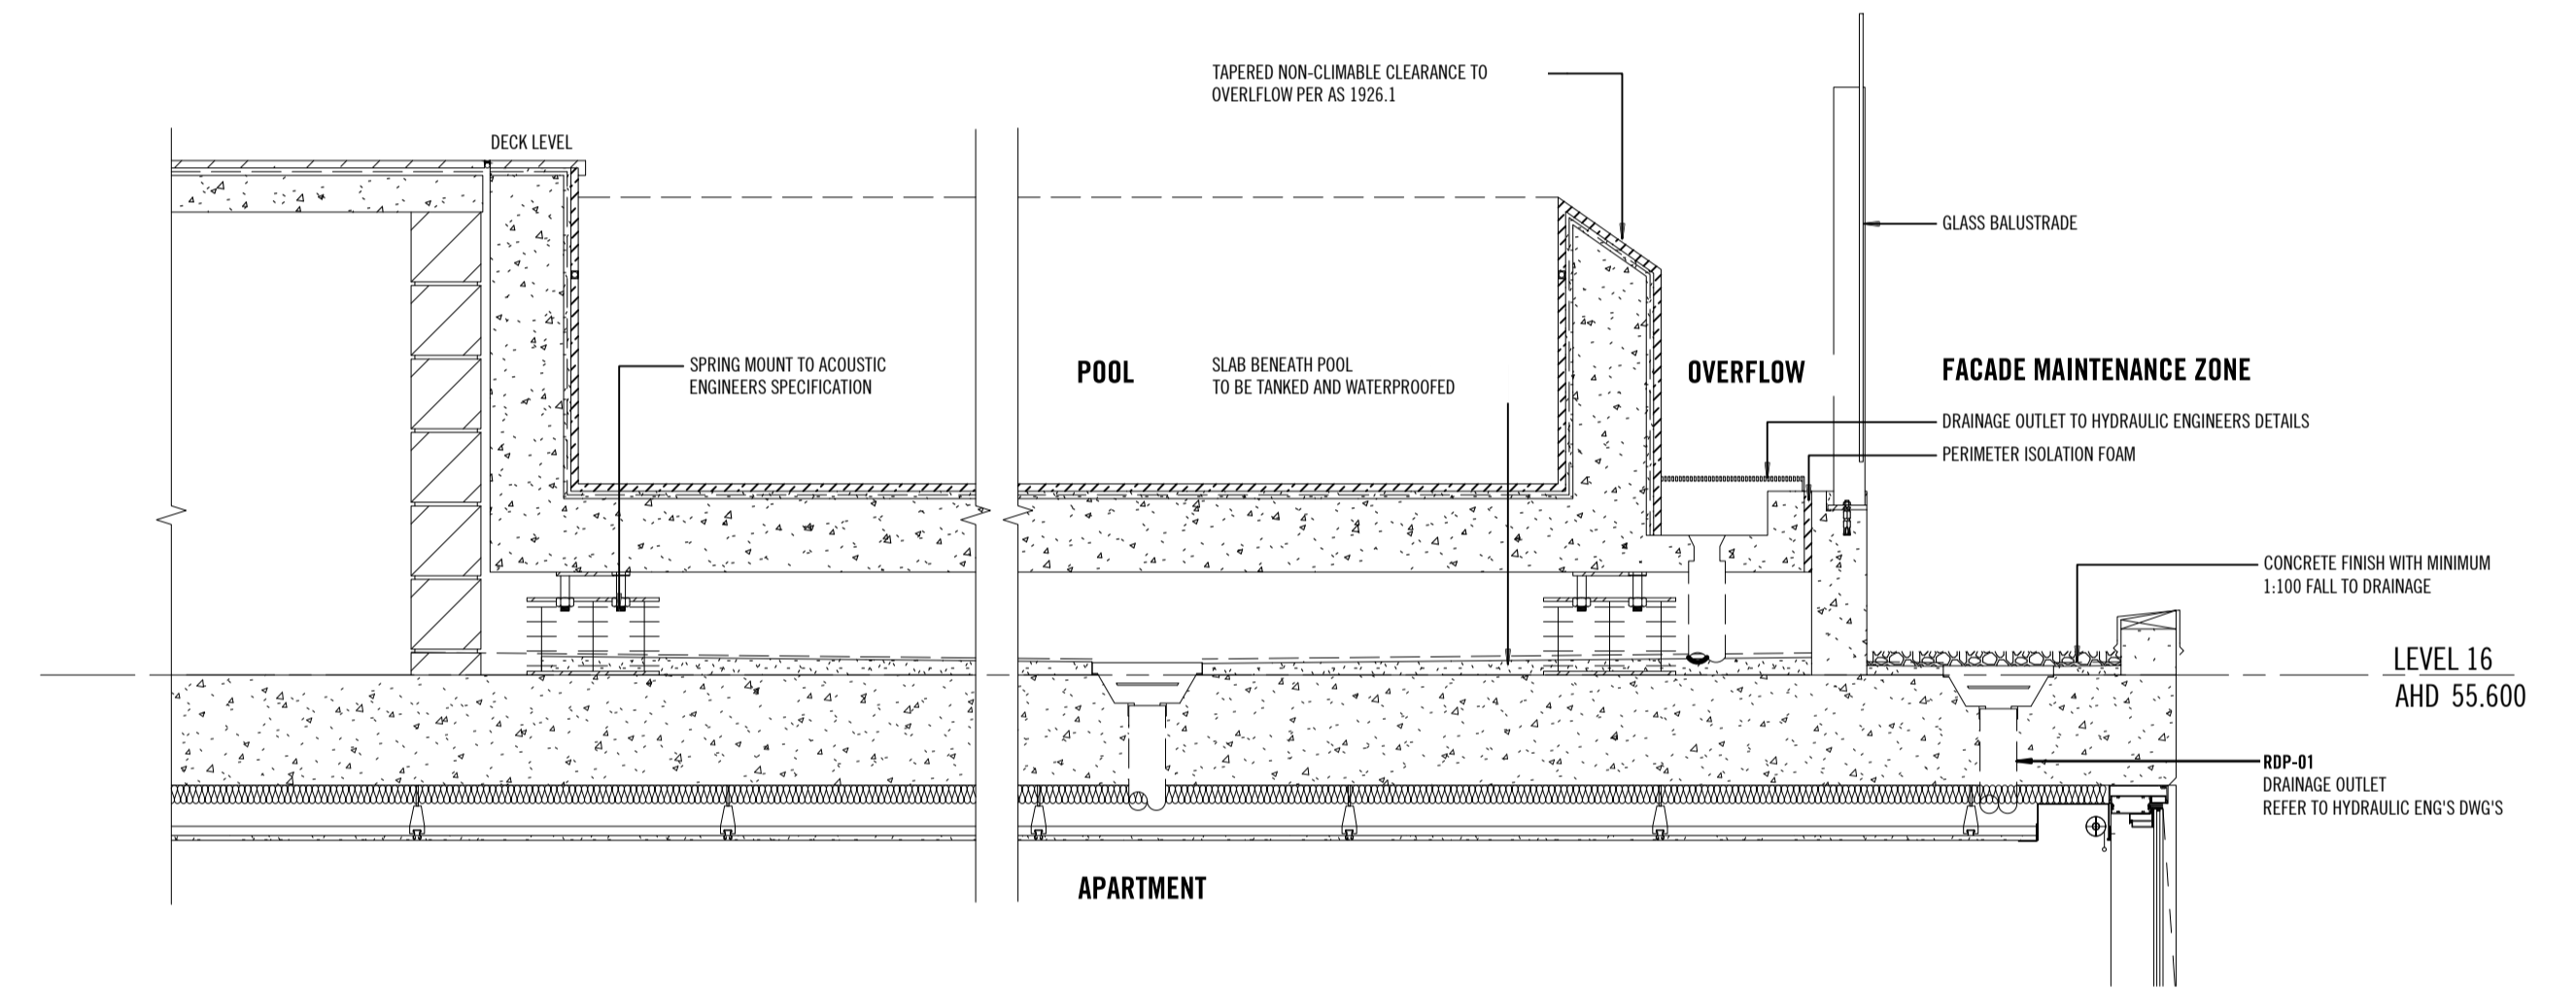 TAPERED NON-CLIMABLE CLEARANCE TO
OVERLFLOW PER AS 1926.1
DECK LEVEL
GLASS BALUSTRADE
SPRING MOUNT TO ACOUSTIC
ENGINEERS SPECIFICATION
POOL
SLAB BENEATH POOL
TO BE TANKED AND WATERPROOFED
OVERFLOW
FACADE MAINTENANCE ZONE
DRAINAGE OUTLET TO HYDRAULIC ENGINEERS DETAILS
PERIMETER ISOLATION FOAM
CONCRETE FINISH WITH MINIMUM
1:100 FALL TO DRAINAGE
LEVEL 16
AHD 55.600
RDP-01
DRAINAGE OUTLET
REFER TO HYDRAULIC ENG'S DWG'S
APARTMENT